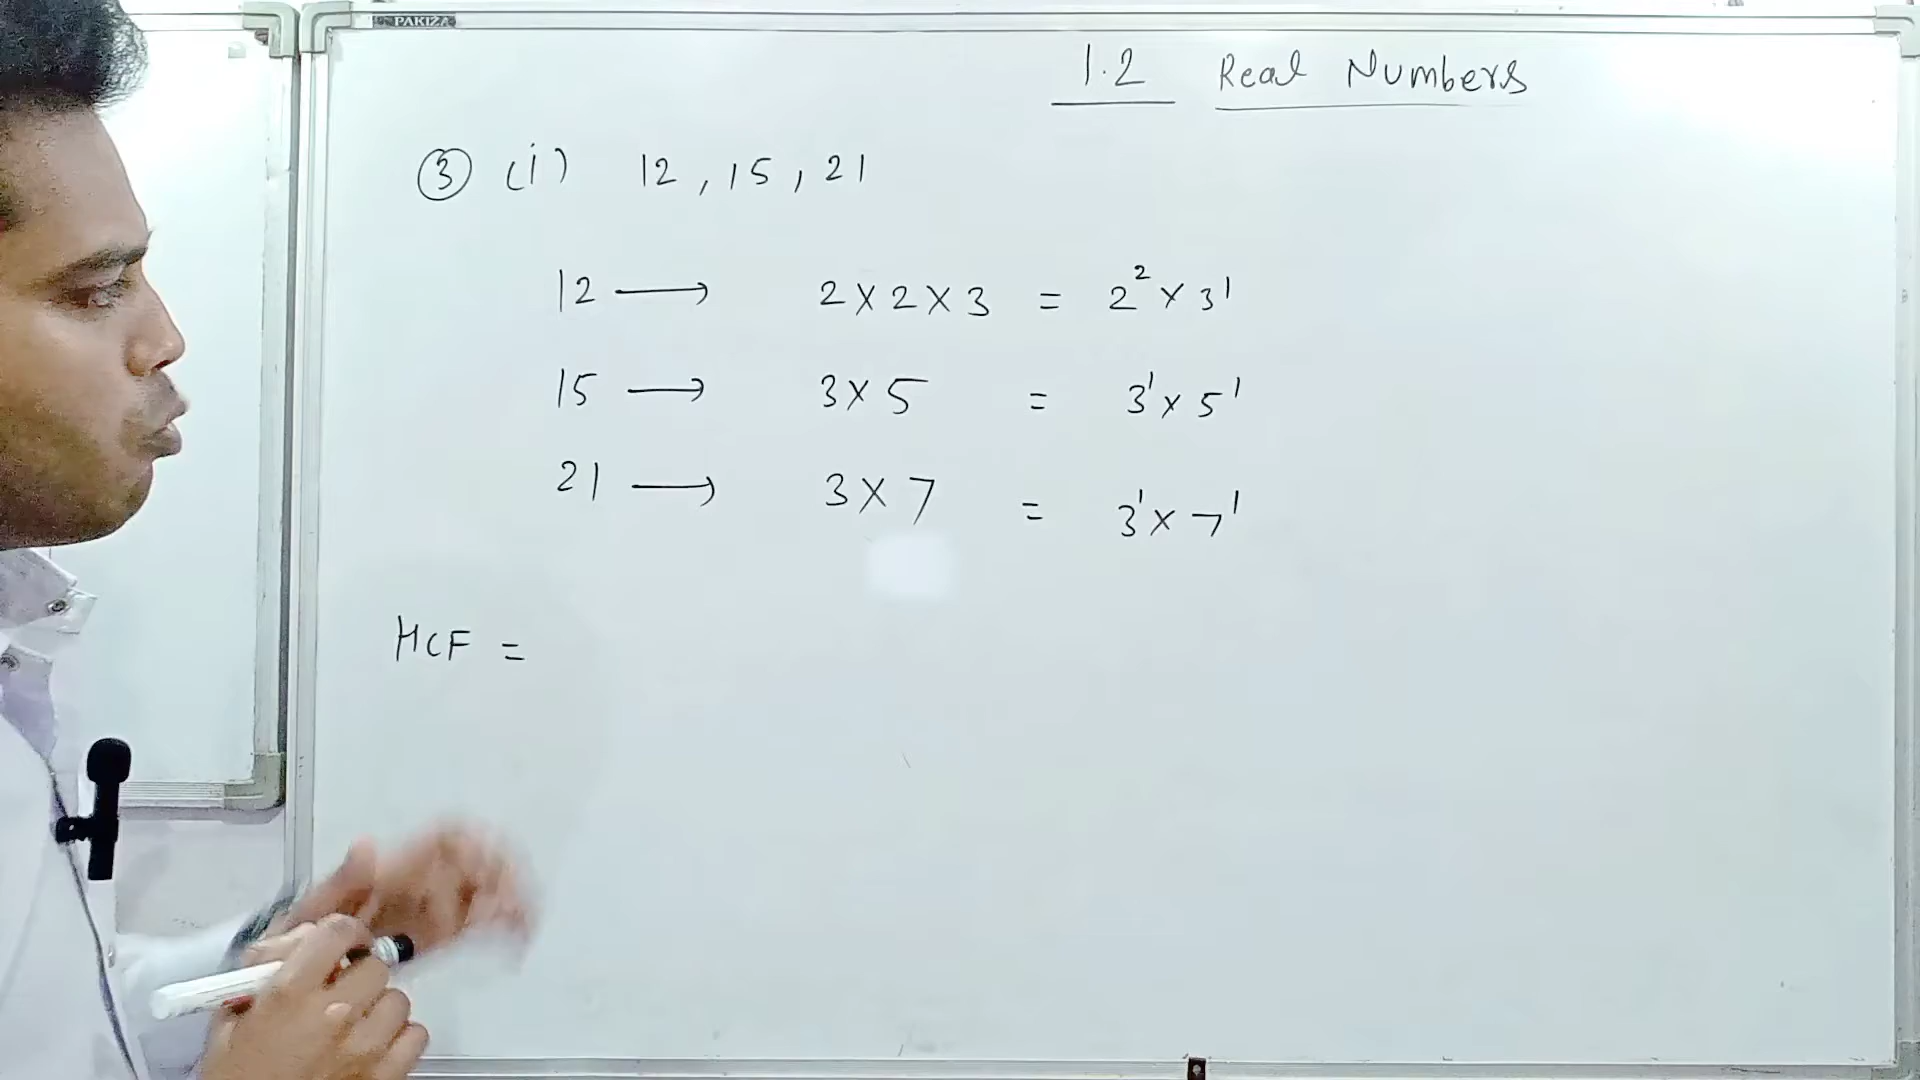 PAKIZA
1.2 Real Numbers
③ (i) 12, 15, 21
12 ⟶ 2 × 2 × 3 = 2² × 3¹
15 ⟶ 3 × 5 = 3¹ × 5¹
21 ⟶ 3 × 7 = 3¹ × 7¹
HCF =